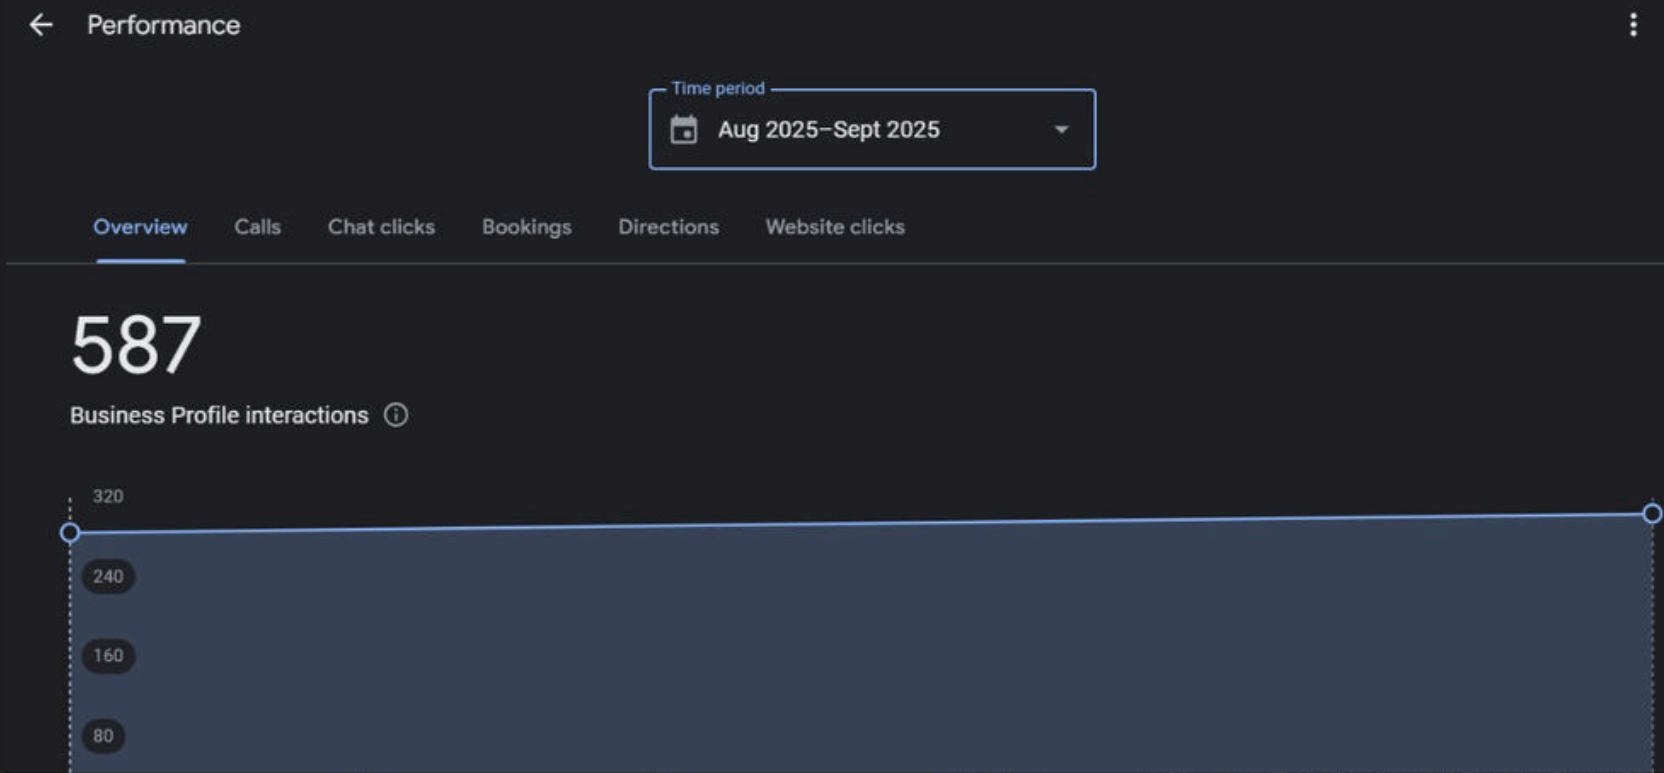 Performance
Time period
Aug 2025–Sept 2025
Overview Calls Chat clicks Bookings Directions Website clicks
587
Business Profile interactions
320
240
160
80